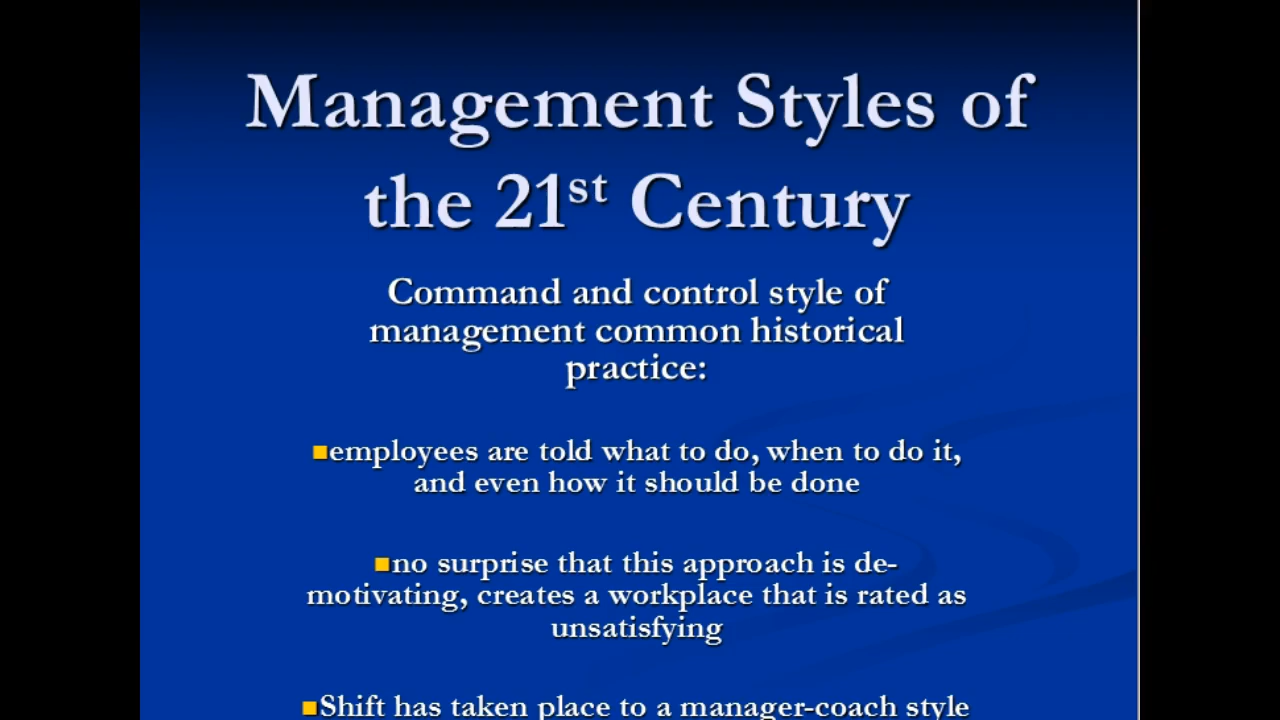 Management Styles of
the 21st Century
Command and control style of
management common historical
practice:
■employees are told what to do, when to do it,
and even how it should be done
■no surprise that this approach is de-
motivating, creates a workplace that is rated as
unsatisfying
■Shift has taken place to a manager-coach style